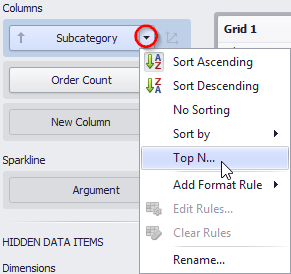 Columns
Grid 1
Subcategory
Order Count
New Column
Sparkline
Argument
HIDDEN DATA ITEMS
Dimensions
A
Z
Sort Ascending
Z
A
Sort Descending
No Sorting
Sort by
Top N...
Add Format Rule
Edit Rules...
Clear Rules
Rename...